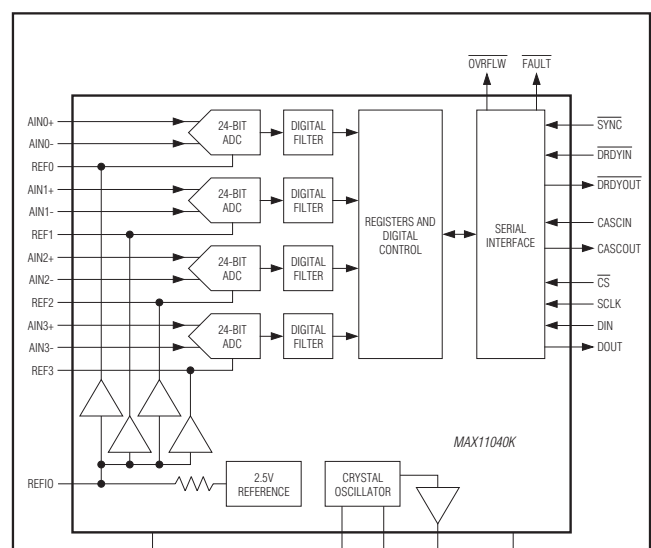 OVRFLW FAULT
AIN0+
AIN0-
REF0
24-BIT
ADC
DIGITAL
FILTER
AIN1+
AIN1-
REF1
24-BIT
ADC
DIGITAL
FILTER
AIN2+
AIN2-
REF2
24-BIT
ADC
DIGITAL
FILTER
AIN3+
AIN3-
REF3
24-BIT
ADC
DIGITAL
FILTER
REGISTERS AND
DIGITAL
CONTROL
SERIAL
INTERFACE
SYNC
DRDYIN
DRDYOUT
CASCIN
CASCOUT
CS
SCLK
DIN
DOUT
MAX11040K
REFIO
2.5V
REFERENCE
CRYSTAL
OSCILLATOR